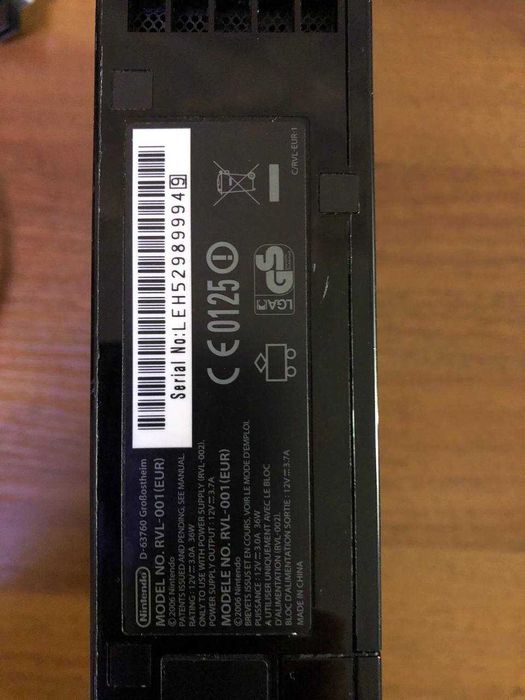 Nintendo D-63760 Großostheim
MODEL NO. RVL-001(EUR)
© 2006 Nintendo
PATENTS ISSUED AND PENDING. SEE MANUAL.
RATING : 12V⎓3.0A 36W
ONLY TO USE WITH POWER SUPPLY (RVL-002).
POWER SUPPLY OUTPUT : 12V⎓3.7A
MODELE NO. RVL-001(EUR)
© 2006 Nintendo
BREVETS ISSUS ET EN COURS. VOIR LE MODE D'EMPLOI.
PUISSANCE : 12V⎓3.0A 36W
A UTILISER UNIQUEMENT AVEC LE BLOC
D'ALIMENTATION (RVL-002).
BLOC D'ALIMENTATION SORTIE : 12V⎓3.7A
MADE IN CHINA
Serial No:LEH52989994 9
CE0125
LGA
GS
C/RVL-EUR-1